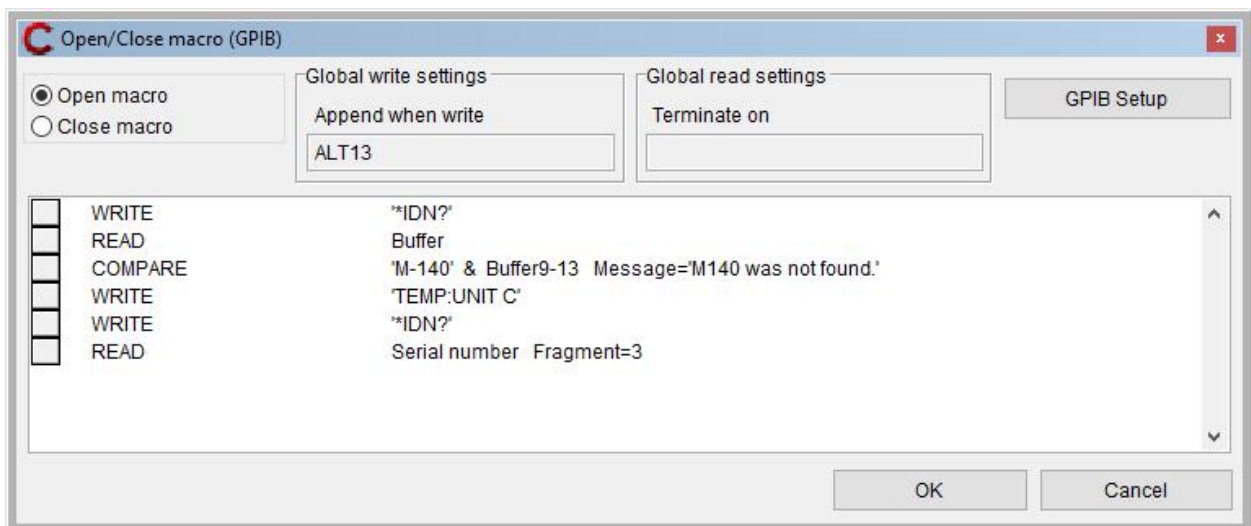 Open/Close macro (GPIB)
Open macro
Close macro
Global write settings
Append when write
ALT13
Global read settings
Terminate on
GPIB Setup
WRITE '*IDN?'
READ Buffer
COMPARE 'M-140' & Buffer9-13 Message='M140 was not found.'
WRITE 'TEMP:UNIT C'
WRITE '*IDN?'
READ Serial number Fragment=3
OK Cancel